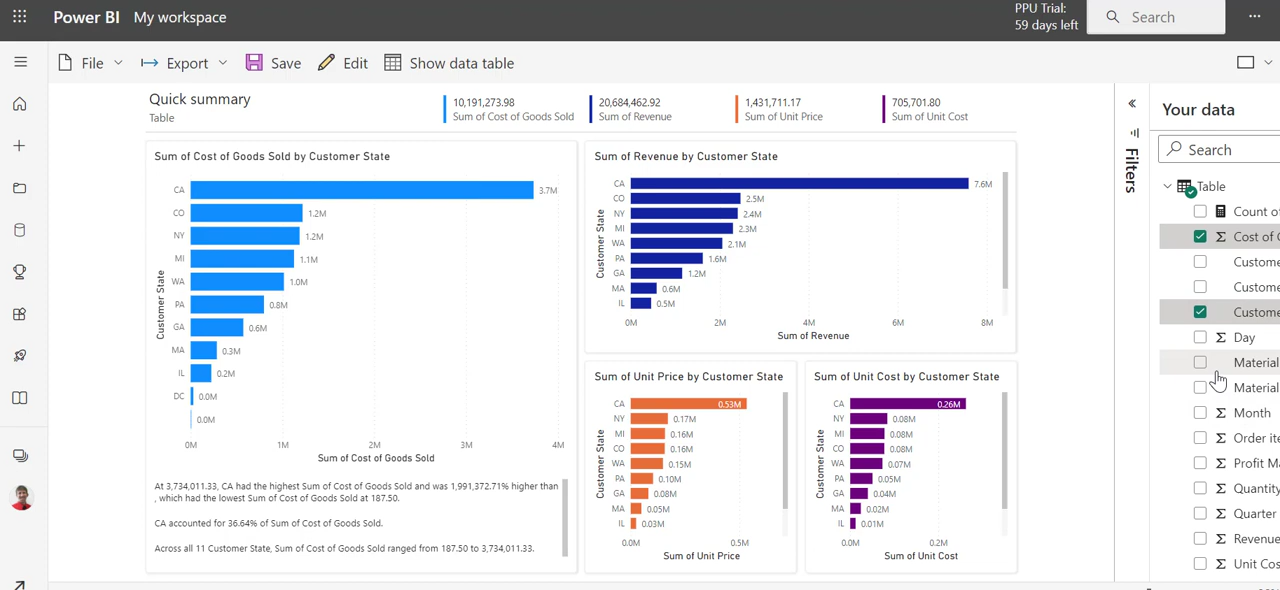 Power BI My workspace
PPU Trial:
59 days left
Search
File
Export
Save
Edit
Show data table
Quick summary
Table
10,191,273.98
Sum of Cost of Goods Sold
20,684,462.92
Sum of Revenue
1,431,711.17
Sum of Unit Price
705,701.80
Sum of Unit Cost
Sum of Cost of Goods Sold by Customer State
Customer State
CA 3.7M
CO 1.2M
NY 1.2M
MI 1.1M
WA 1.0M
PA 0.8M
GA 0.6M
MA 0.3M
IL 0.2M
DC 0.0M
0.0M
0M 1M 2M 3M 4M
Sum of Cost of Goods Sold
At 3,734,011.33, CA had the highest Sum of Cost of Goods Sold and was 1,991,372.71% higher than
, which had the lowest Sum of Cost of Goods Sold at 187.50.
CA accounted for 36.64% of Sum of Cost of Goods Sold.
Across all 11 Customer State, Sum of Cost of Goods Sold ranged from 187.50 to 3,734,011.33.
Sum of Revenue by Customer State
Customer State
CA 7.6M
CO 2.5M
NY 2.4M
MI 2.3M
WA 2.1M
PA 1.6M
GA 1.2M
MA 0.6M
IL 0.5M
0M 2M 4M 6M 8M
Sum of Revenue
Sum of Unit Price by Customer State
Customer State
CA 0.53M
NY 0.17M
MI 0.16M
CO 0.16M
WA 0.15M
PA 0.10M
GA 0.08M
MA 0.05M
IL 0.03M
0.0M 0.5M
Sum of Unit Price
Sum of Unit Cost by Customer State
Customer State
CA 0.26M
NY 0.08M
MI 0.08M
CO 0.08M
WA 0.07M
PA 0.05M
GA 0.04M
MA 0.02M
IL 0.01M
0.0M 0.2M
Sum of Unit Cost
Filters
Your data
Search
Table
Count o
Cost of
Custome
Custome
Custome
Day
Material
Material
Month
Order ite
Profit Ma
Quantity
Quarter
Revenue
Unit Cos